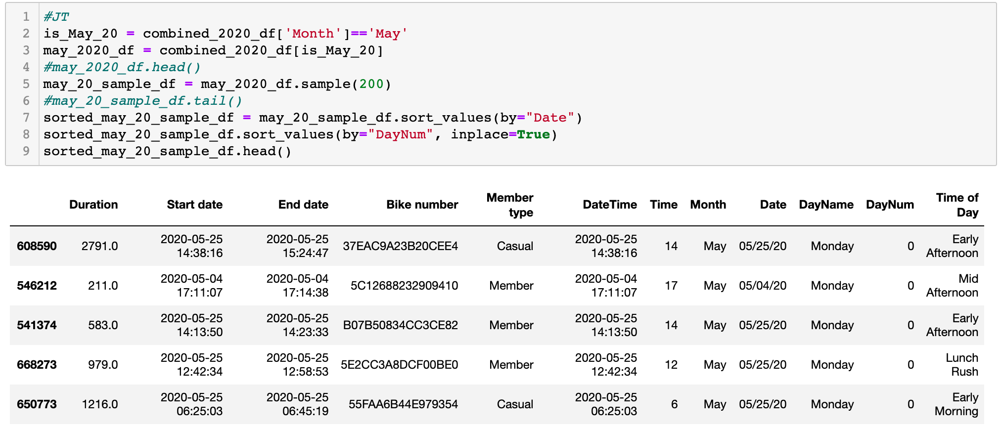 1 #JT
2 is_May_20 = combined_2020_df['Month']=='May'
3 may_2020_df = combined_2020_df[is_May_20]
4 #may_2020_df.head()
5 may_20_sample_df = may_2020_df.sample(200)
6 #may_20_sample_df.tail()
7 sorted_may_20_sample_df = may_20_sample_df.sort_values(by="Date")
8 sorted_may_20_sample_df.sort_values(by="DayNum", inplace=True)
9 sorted_may_20_sample_df.head()
Duration Start date End date Bike number Member type DateTime Time Month Date DayName DayNum Time of Day
608590 2791.0 2020-05-25 14:38:16 2020-05-25 15:24:47 37EAC9A23B20CEE4 Casual 2020-05-25 14:38:16 14 May 05/25/20 Monday 0 Early Afternoon
546212 211.0 2020-05-04 17:11:07 2020-05-04 17:14:38 5C12688232909410 Member 2020-05-04 17:11:07 17 May 05/04/20 Monday 0 Mid Afternoon
541374 583.0 2020-05-25 14:13:50 2020-05-25 14:23:33 B07B50834CC3CE82 Member 2020-05-25 14:13:50 14 May 05/25/20 Monday 0 Early Afternoon
668273 979.0 2020-05-25 12:42:34 2020-05-25 12:58:53 5E2CC3A8DCF00BE0 Member 2020-05-25 12:42:34 12 May 05/25/20 Monday 0 Lunch Rush
650773 1216.0 2020-05-25 06:25:03 2020-05-25 06:45:19 55FAA6B44E979354 Casual 2020-05-25 06:25:03 6 May 05/25/20 Monday 0 Early Morning